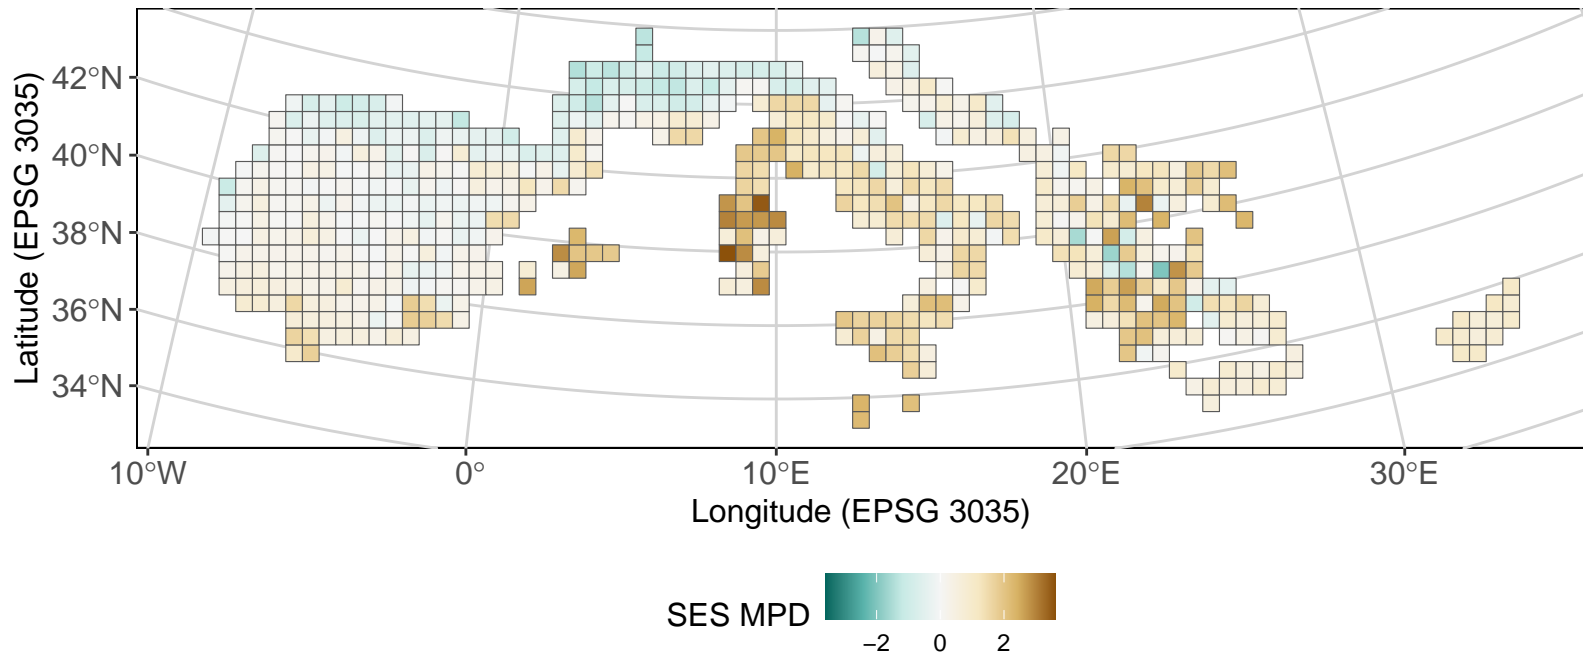 Latitude (EPSG 3035)
42°N
40°N
38°N
36°N
34°N
10°W 0° 10°E 20°E 30°E
Longitude (EPSG 3035)
SES MPD
−2 0 2